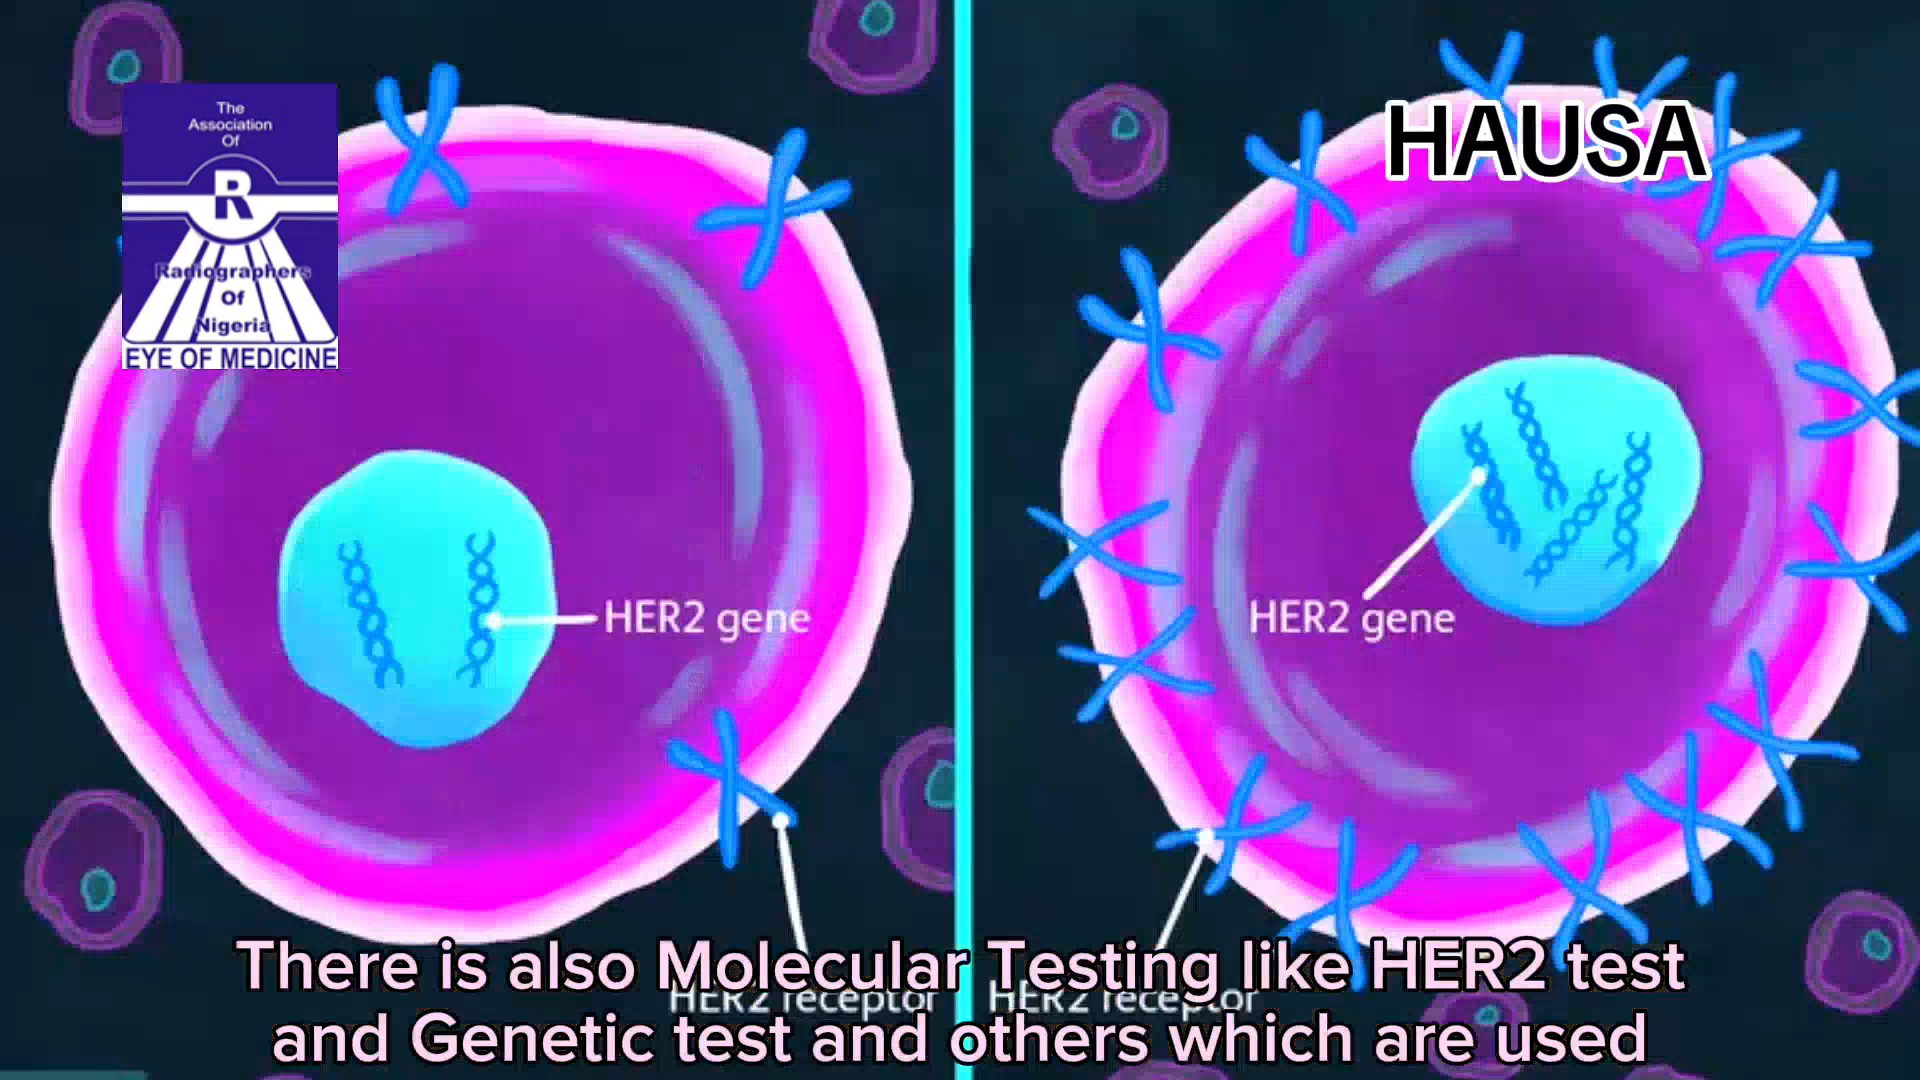 The
Association
Of
R
Radiographers
Of
Nigeria
EYE OF MEDICINE
HAUSA
HER2 gene
HER2 gene
HER2 receptor
HER2 receptor
There is also Molecular Testing like HER2 test
and Genetic test and others which are used